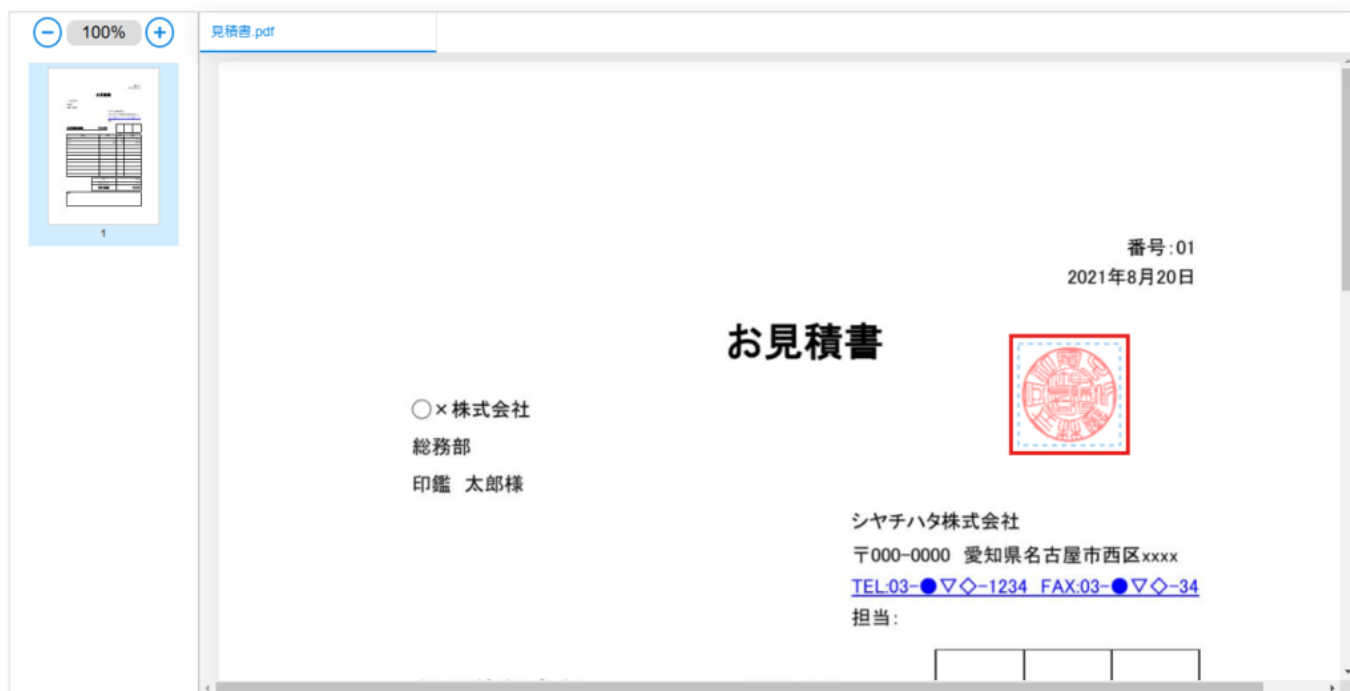 100%
見積書.pdf
1
番号:01
2021年8月20日
お見積書
○×株式会社
総務部
印鑑 太郎様
シヤチハタ株式会社
〒000-0000 愛知県名古屋市西区xxxx
TEL:03-●▽◇-1234 FAX:03-●▽◇-34
担当: